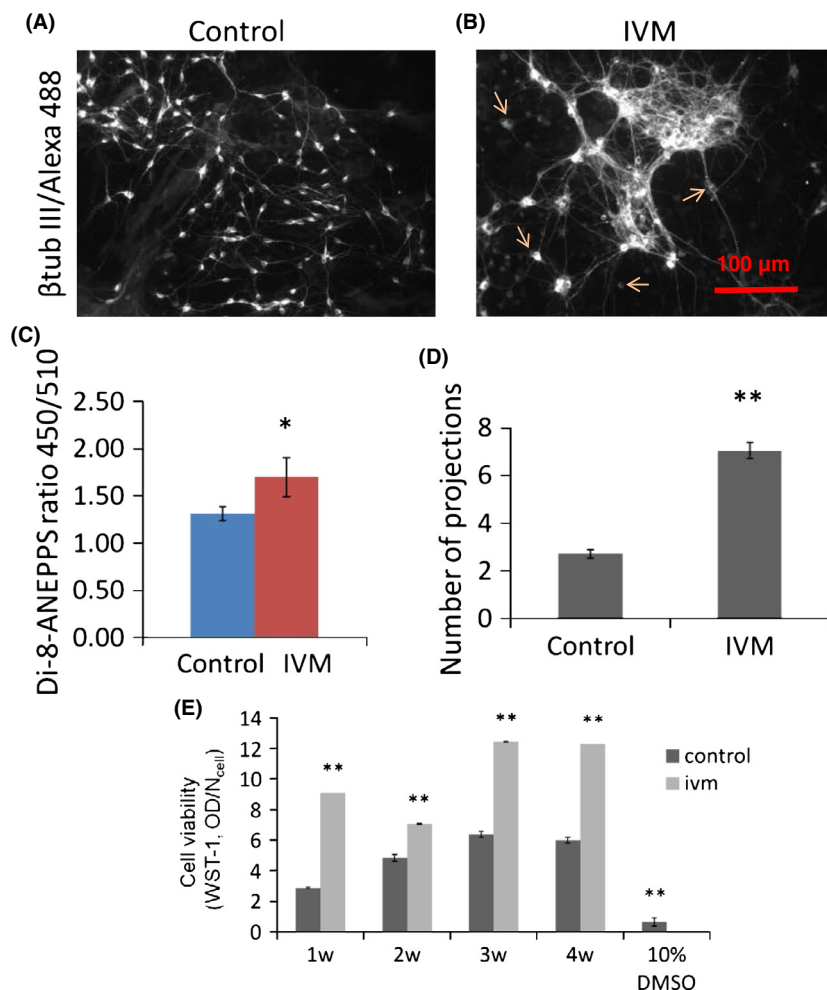 (A)
Control
(B)
IVM
βtub III/Alexa 488
100 µm
(C)
Di-8-ANEPPS ratio 450/510
2.50
2.00
1.50
1.00
0.50
0.00
*
Control IVM
(D)
Number of projections
8
6
4
2
0
**
Control
IVM
(E)
Cell viability
(WST-1, OD/Ncell)
14
12
10
8
6
4
2
0
**
**
**
**
**
control
ivm
1w
2w
3w
4w
10%
DMSO